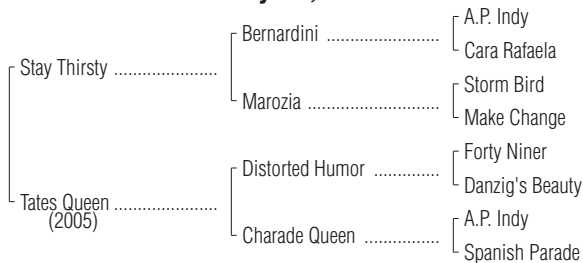 A.P. Indy
Bernardini ......................
Cara Rafaela
Stay Thirsty .....................
Storm Bird
Marozia ..........................
Make Change
Forty Niner
Distorted Humor .............
Danzig's Beauty
Tates Queen .....................
(2005)
A.P. Indy
Charade Queen ...............
Spanish Parade